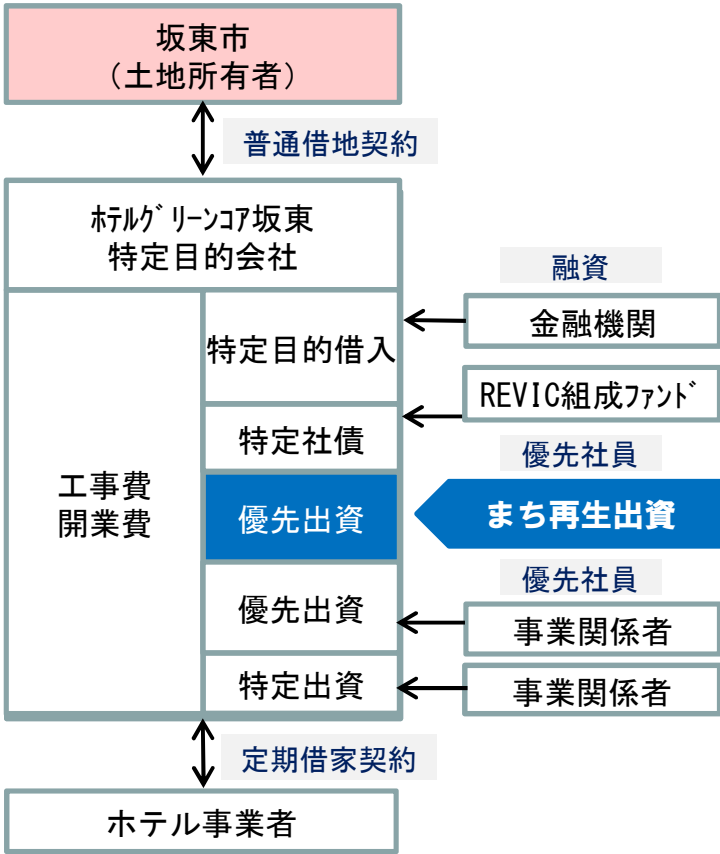 坂東市
（土地所有者）
普通借地契約
ﾎﾃﾙｸﾞﾘｰﾝｺｱ坂東
特定目的会社
融資
特定目的借入
金融機関
REVIC組成ﾌｧﾝﾄﾞ
特定社債
優先社員
工事費
開業費
優先出資
まち再生出資
優先社員
優先出資
事業関係者
特定出資
事業関係者
定期借家契約
ホテル事業者